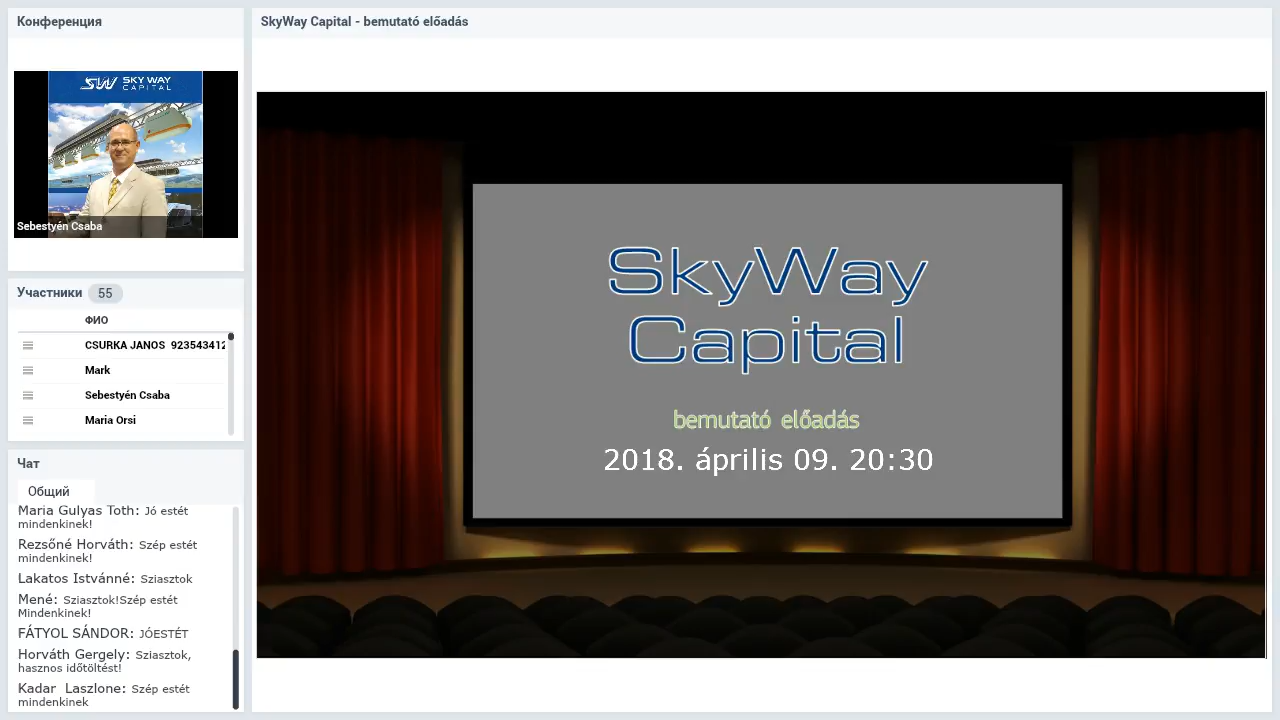 Конференция
SW SKY WAY
CAPITAL
Sebestyén Csaba
Участники 55
ФИО
CSURKA JANOS 923543412
Mark
Sebestyén Csaba
Maria Orsi
Чат
Общий
Maria Gulyas Toth: Jó estét
mindenkinek!
Rezsőné Horváth: Szép estét
mindenkinek!
Lakatos Istvánné: Sziasztok
Mené: Sziasztok!Szép estét
Mindenkinek!
FÁTYOL SÁNDOR: JÓESTÉT
Horváth Gergely: Sziasztok,
hasznos időtöltést!
Kadar Laszlone: Szép estét
mindenkinek
SkyWay Capital - bemutató előadás
SkyWay
Capital
bemutató előadás
2018. április 09. 20:30